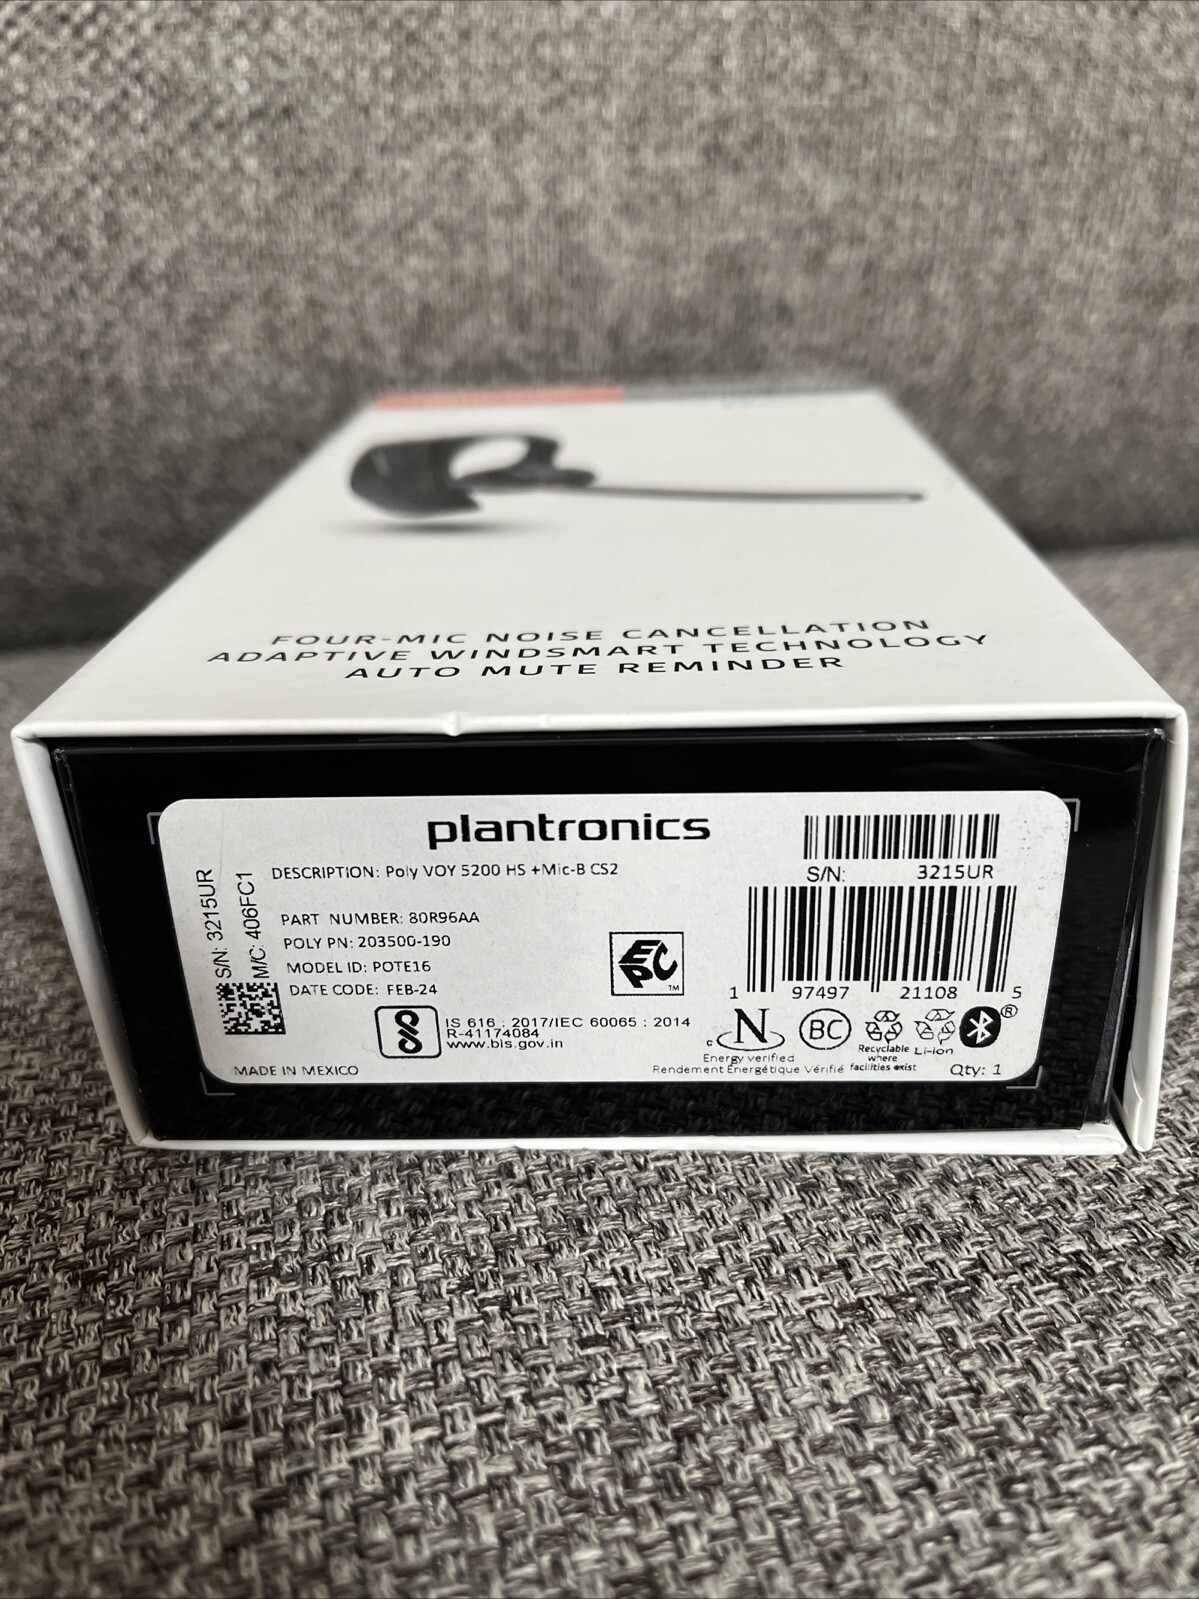 FOUR-MIC NOISE CANCELLATION
ADAPTIVE WINDSMART TECHNOLOGY
AUTO MUTE REMINDER
plantronics
DESCRIPTION: Poly VOY 5200 HS +Mic-B CS2
PART NUMBER: 80R96AA
POLY PN: 203500-190
MODEL ID: POTE16
DATE CODE: FEB-24
S/N: 3215UR
M/C: 406FC1
EPC TM
IS 616 : 2017/IEC 60065 : 2014
R-41174084
www.bis.gov.in
MADE IN MEXICO
S/N: 3215UR
1 97497 21108 5
c N
Energy verified
Rendement Énergétique Vérifié
BC
Recyclable
where
facilities exist
Li-ion
®
Qty: 1